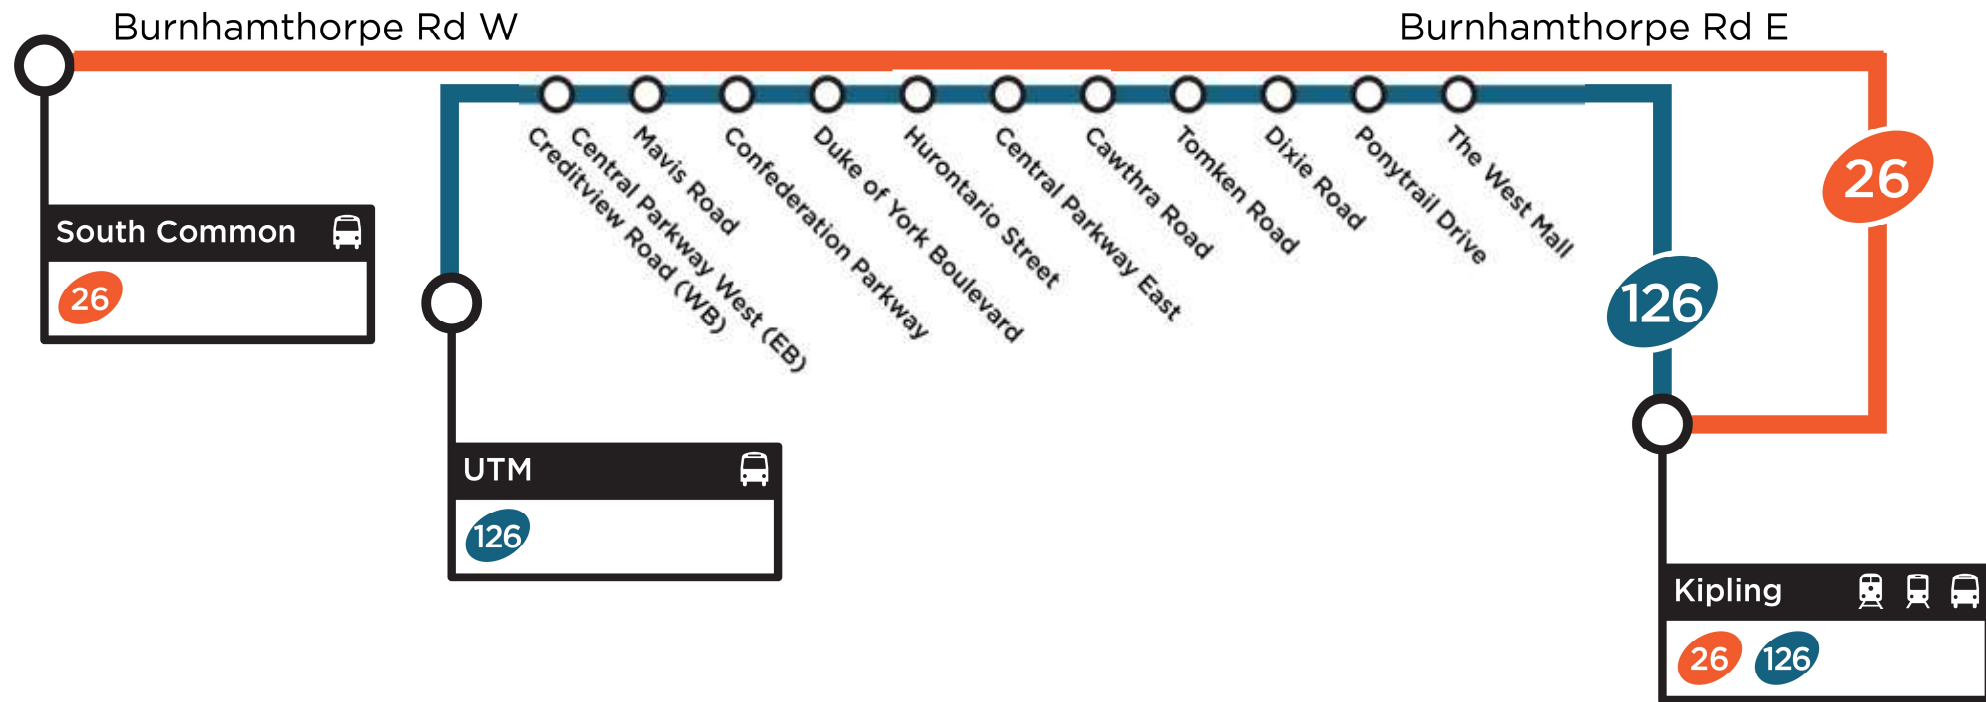 Burnhamthorpe Rd W
Burnhamthorpe Rd E
Creditview Road (WB)
Central Parkway West (EB)
Mavis Road
Confederation Parkway
Duke of York Boulevard
Hurontario Street
Central Parkway East
Cawthra Road
Tomken Road
Dixie Road
Ponytrail Drive
The West Mall
26
126
South Common
26
UTM
126
Kipling
26 126